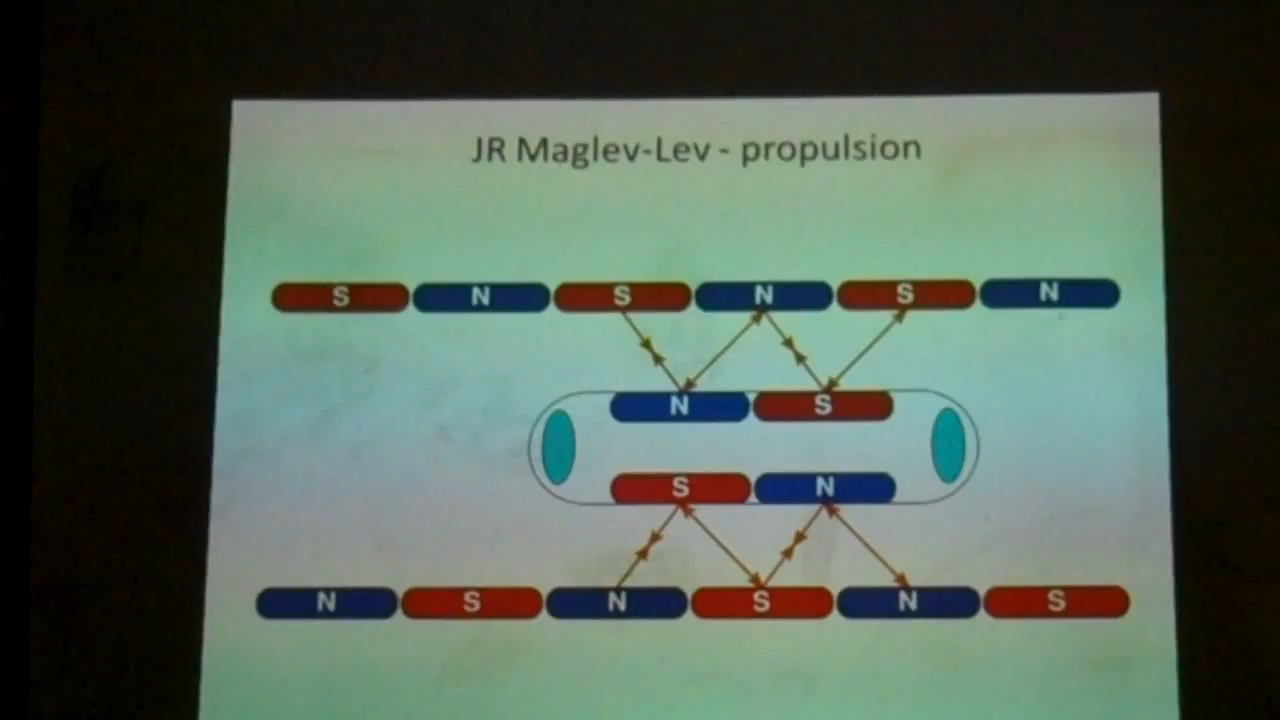 JR Maglev-Lev - propulsion
S N S N S N
N S
S N
N S N S N S